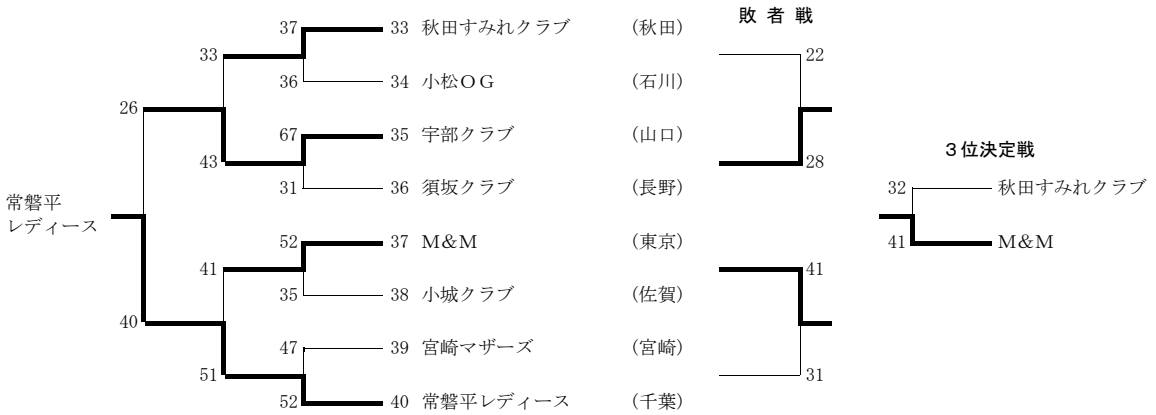 敗 者 戦
37 33 秋田すみれクラブ (秋田)
33 22
36 34 小松OG (石川)
26
67 35 宇部クラブ (山口)
43 28
3位決定戦
31 36 須坂クラブ (長野) 32 秋田すみれクラブ
常磐平
レディース
52 37 M&M (東京) 41 M&M
41 41
35 38 小城クラブ (佐賀)
40
47 39 宮崎マザーズ (宮崎)
51 31
52 40 常磐平レディース (千葉)